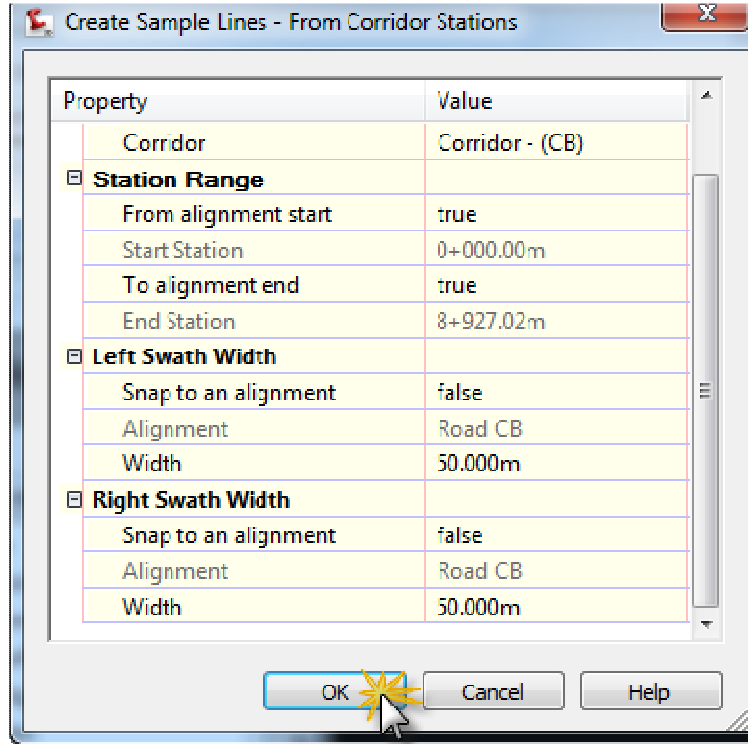 Create Sample Lines - From Corridor Stations
Property Value
Corridor Corridor - (CB)
Station Range
From alignment start true
Start Station 0+000.00m
To alignment end true
End Station 8+927.02m
Left Swath Width
Snap to an alignment false
Alignment Road CB
Width 50.000m
Right Swath Width
Snap to an alignment false
Alignment Road CB
Width 50.000m
OK Cancel Help